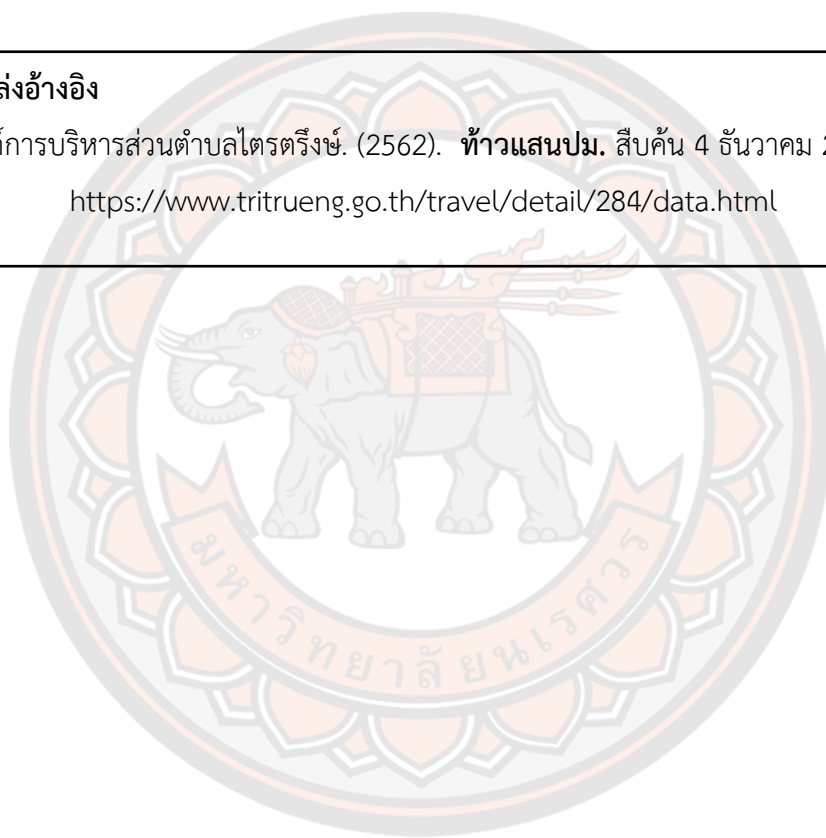 ล่งอ้างอิง
์การบริหารส่วนตำบลไตรตรึงษ์. (2562). ท้าวแสนปม. สืบค้น 4 ธันวาคม 2
https://www.tritrueng.go.th/travel/detail/284/data.html
มหาวิทยาลัยนเรศวร